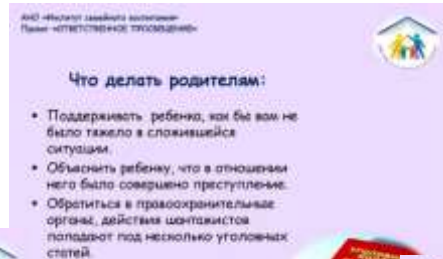 АНО «Институт семейного воспитания»
Проект «ОТВЕТСТВЕННОЕ ПРОСВЕЩЕНИЕ»
Что делать родителям:
• Поддерживать ребенка, как бы вам не
было тяжело в сложившейся
ситуации.
• Объяснить ребенку, что в отношении
него было совершено преступление.
• Обратиться в правоохранительные
органы, действия шантажистов
попадают под несколько уголовных
статей.